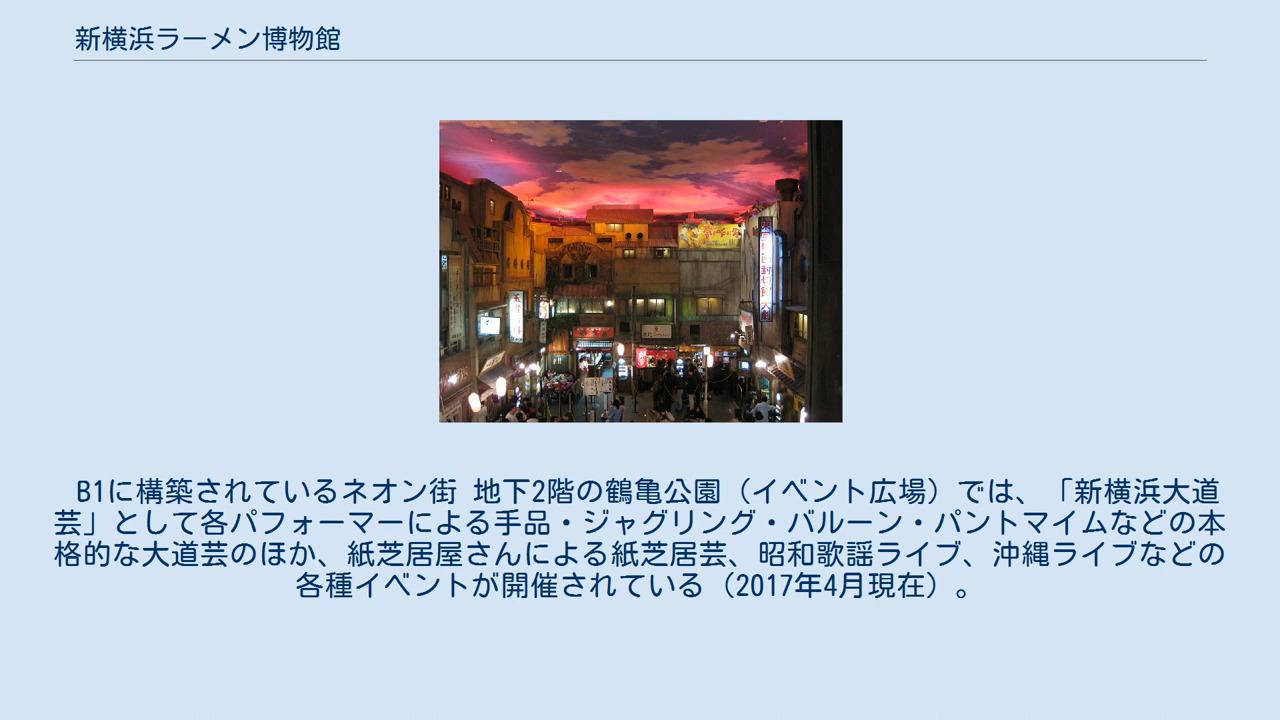 新横浜ラーメン博物館
B1に構築されているネオン街 地下2階の鶴亀公園（イベント広場）では、「新横浜大道
芸」として各パフォーマーによる手品・ジャグリング・バルーン・パントマイムなどの本
格的な大道芸のほか、紙芝居屋さんによる紙芝居芸、昭和歌謡ライブ、沖縄ライブなどの
各種イベントが開催されている（2017年4月現在）。